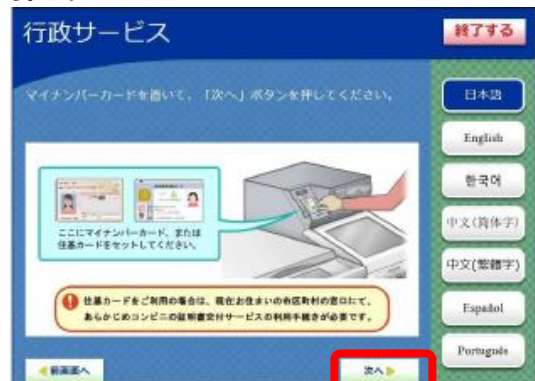 行政サービス
終了する
マイナンバーカードを置いて、「次へ」ボタンを押してください。
日本語
English
한국어
中文(简体字)
中文(繁體字)
Español
Português
ここにマイナンバーカード、または
住基カードをセットしてください。
住基カードをご利用の場合は、現在お住まいの市区町村の窓口にて、
あらかじめコンビニの証明書交付サービスの利用手続きが必要です。
前画面へ
次へ